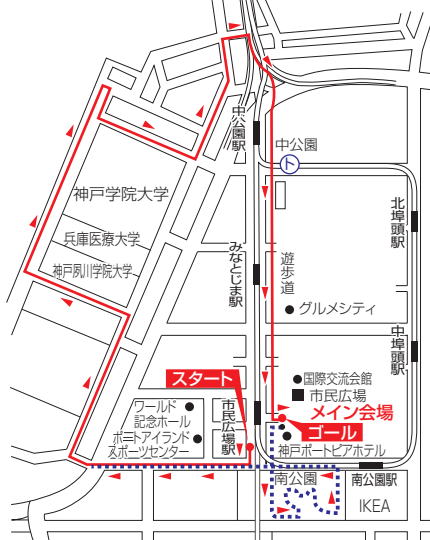 中公園駅
中公園
ト
神戸学院大学
兵庫医療大学
神戸夙川学院大学
みなとじま駅
遊歩道
北埠頭駅
グルメシティ
中埠頭駅
スタート
国際交流会館
市民広場
メイン会場
ゴール
ワールド
記念ホール
ポートアイランド
スポーツセンター
市民広場駅
神戸ポートピアホテル
南公園
南公園駅
IKEA